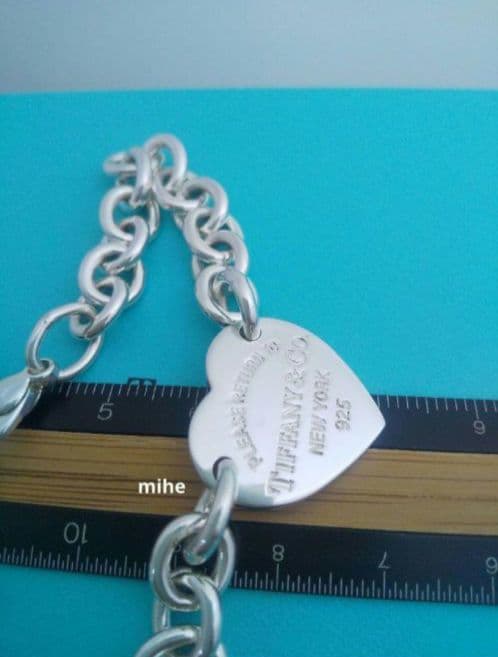 PLEASE RETURN TO
TIFFANY & CO.
NEW YORK
925
5
9
mihe
10
8
7
6